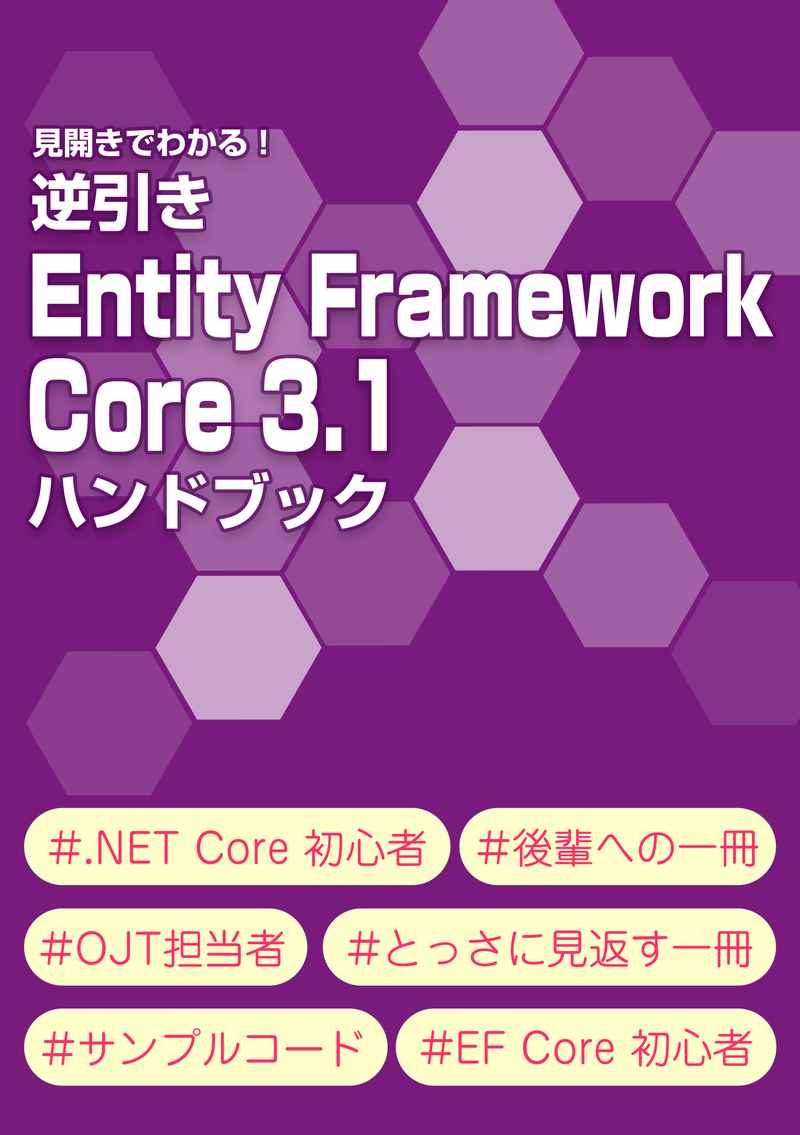 見開きでわかる！
逆引き
Entity Framework
Core 3.1
ハンドブック
#.NET Core 初心者
#後輩への一冊
#OJT担当者
#とっさに見返す一冊
#サンプルコード
#EF Core 初心者